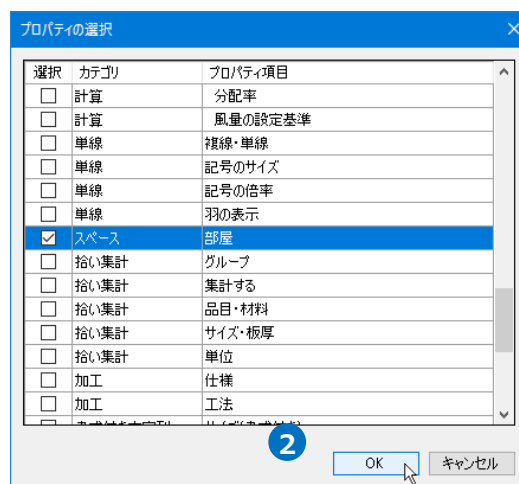 プロパティの選択
選択 カテゴリ プロパティ項目
計算 分配率
計算 風量の設定基準
単線 複線・単線
単線 記号のサイズ
単線 記号の倍率
単線 羽の表示
スペース 部屋
拾い集計 グループ
拾い集計 集計する
拾い集計 品目・材料
拾い集計 サイズ・板厚
拾い集計 単位
加工 仕様
加工 工法
2
OK キャンセル